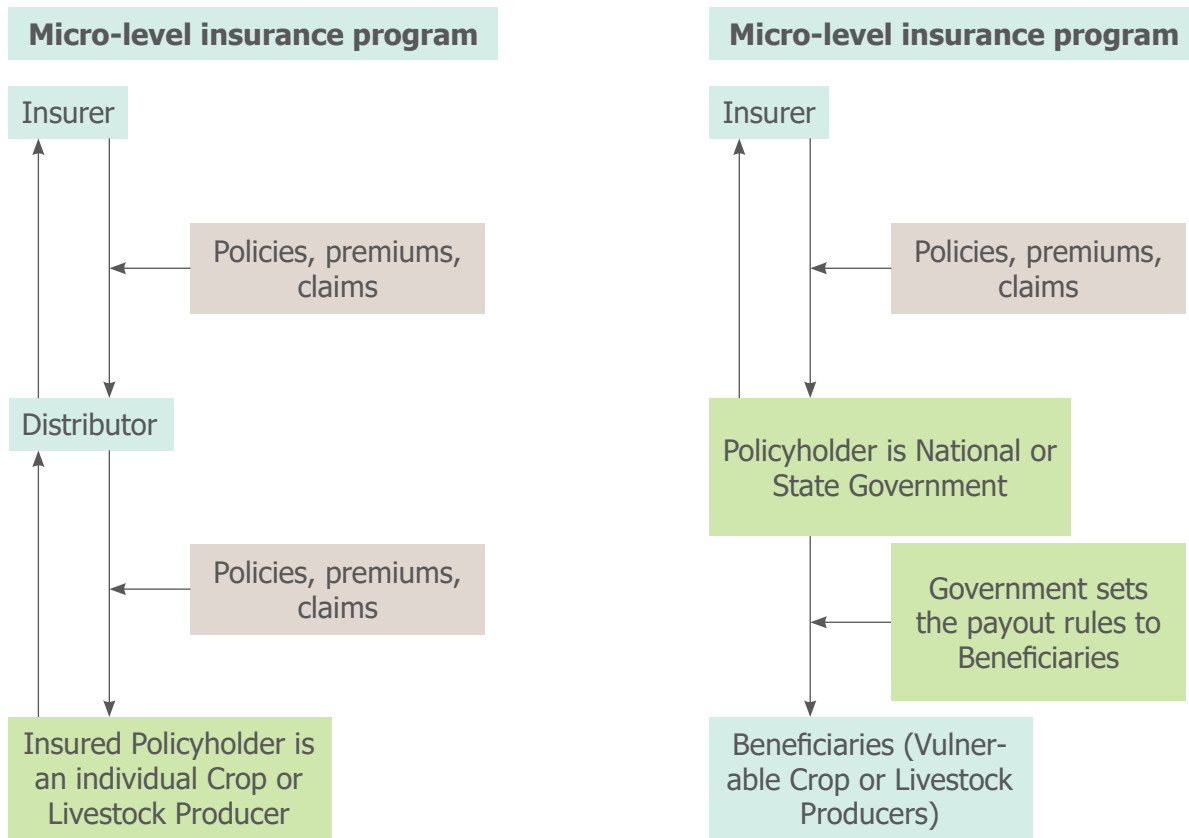 Micro-level insurance program
Insurer
Policies, premiums,
claims
Distributor
Policies, premiums,
claims
Insured Policyholder is
an individual Crop or
Livestock Producer
Micro-level insurance program
Insurer
Policies, premiums,
claims
Policyholder is National or
State Government
Government sets
the payout rules to
Beneficiaries
Beneficiaries (Vulner-
able Crop or Livestock
Producers)